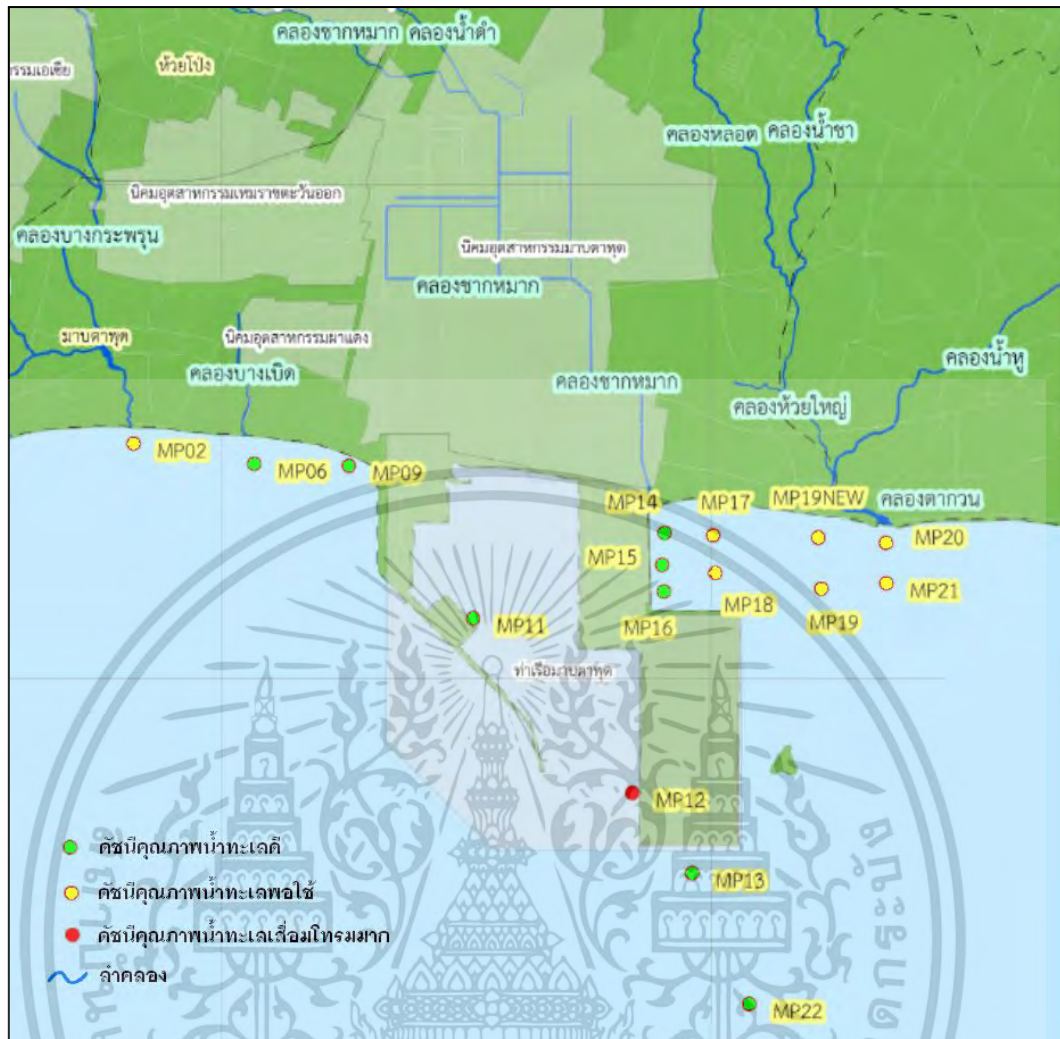 คลองชากหมาก คลองน้ำดำ
ห้วยโป่ง
กรรมเอเซีย
คลองหลอด คลองน้ำชา
นิคมอุตสาหกรรมเหมราชตะวันออก
คลองบางกระพรุน
นิคมอุตสาหกรรมมาบตาพุด
คลองชากหมาก
มาบตาพุด
นิคมอุตสาหกรรมผาแดง
คลองบางเบิด
คลองชากหมาก
คลองน้ำหู
คลองห้วยใหญ่
MP02
MP06
MP09
MP14
MP17
MP19NEW
คลองตากวน
MP20
MP15
MP21
MP18
MP16
MP19
MP11
ท่าเรือมาบตาพุด
MP12
ดัชนีคุณภาพน้ำทะเลดี
MP13
ดัชนีคุณภาพน้ำทะเลพอใช้
ดัชนีคุณภาพน้ำทะเลเสื่อมโทรมมาก
ลำคลอง
MP22